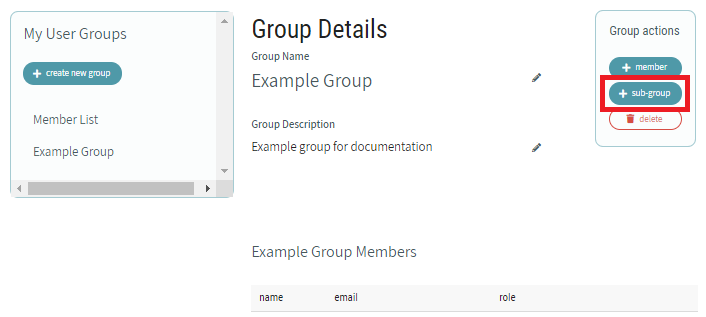 My User Groups
+ create new group
Member List
Example Group
Group Details
Group Name
Example Group
Group Description
Example group for documentation
Group actions
+ member
+ sub-group
delete
Example Group Members
name email role